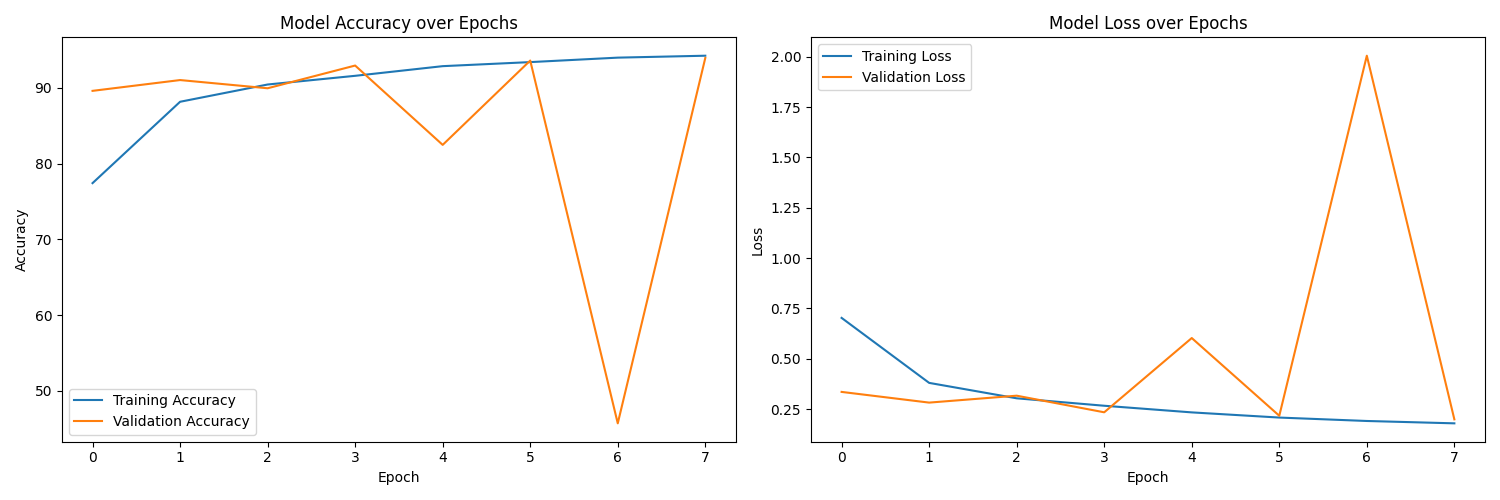 Model Accuracy over Epochs
90
80
70
60
50
Accuracy
Training Accuracy
Validation Accuracy
0 1 2 3 4 5 6 7
Epoch
Model Loss over Epochs
Training Loss
Validation Loss
2.00
1.75
1.50
1.25
1.00
0.75
0.50
0.25
Loss
0 1 2 3 4 5 6 7
Epoch